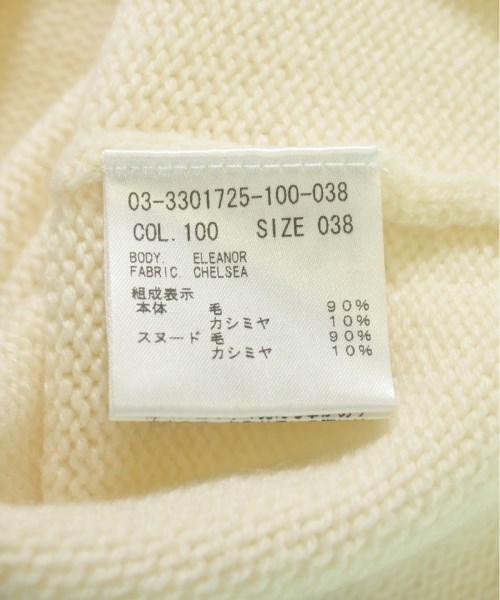 03-3301725-100-038
COL.100 SIZE 038
BODY. ELEANOR
FABRIC. CHELSEA
組成表示
本体 毛 90%
カシミヤ 10%
スヌード 毛 90%
カシミヤ 10%